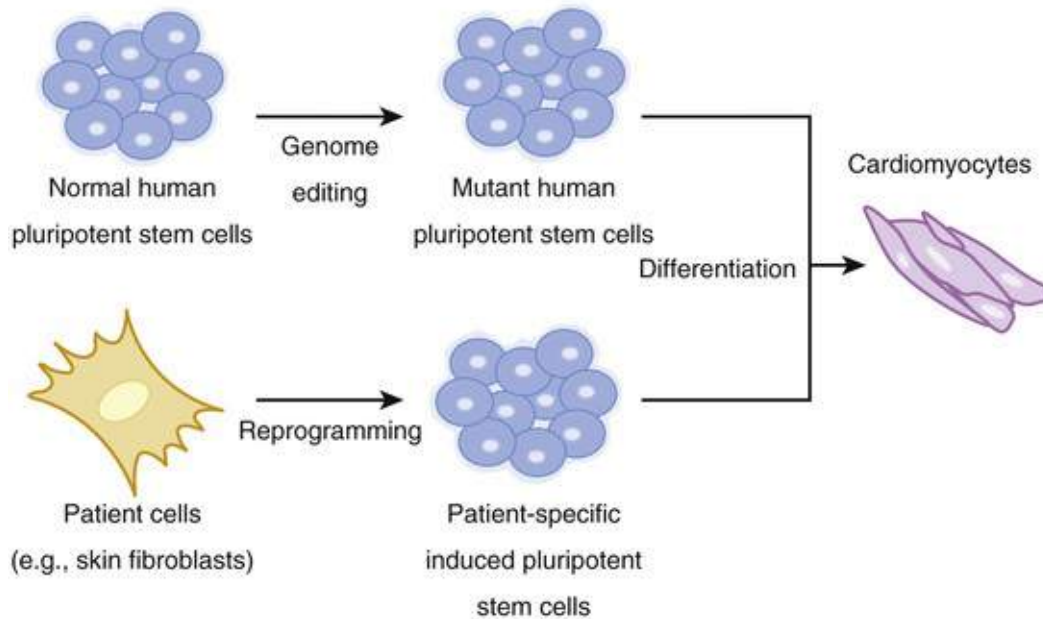 Genome
editing
Normal human
pluripotent stem cells
Mutant human
pluripotent stem cells
Differentiation
Cardiomyocytes
Reprogramming
Patient cells
(e.g., skin fibroblasts)
Patient-specific
induced pluripotent
stem cells